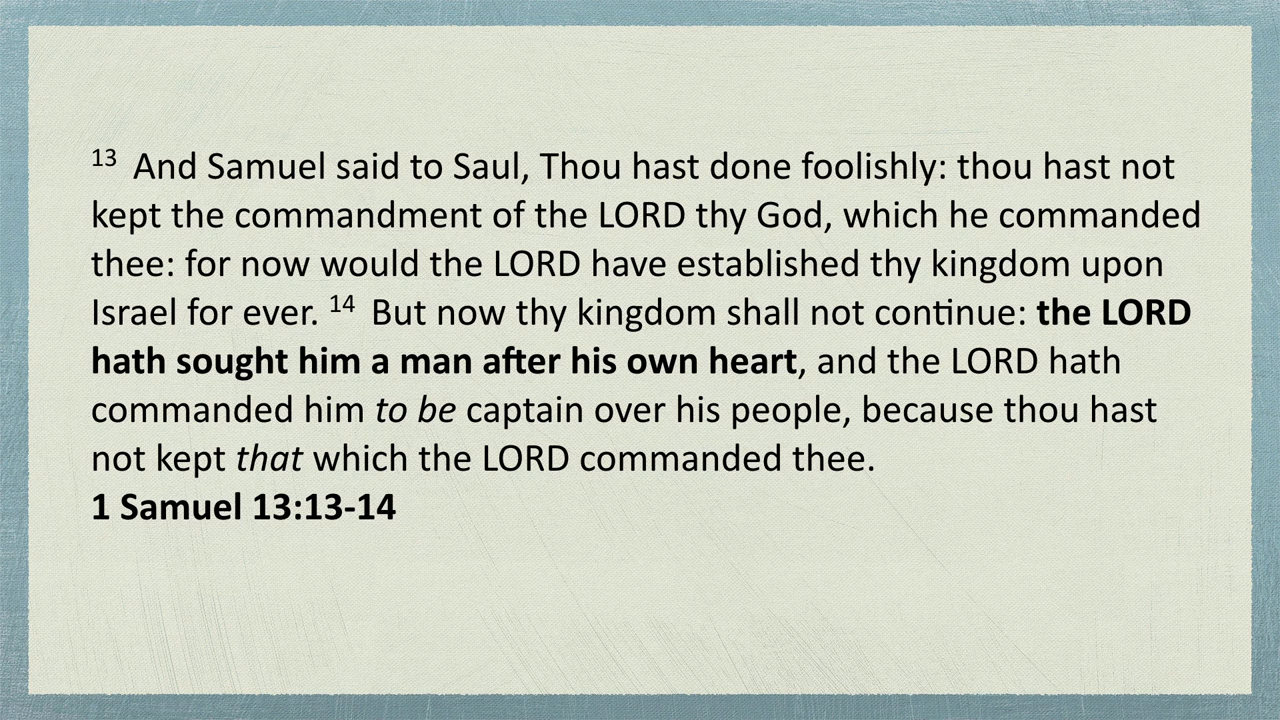 13 And Samuel said to Saul, Thou hast done foolishly: thou hast not
kept the commandment of the LORD thy God, which he commanded
thee: for now would the LORD have established thy kingdom upon
Israel for ever. 14 But now thy kingdom shall not continue: the LORD
hath sought him a man after his own heart, and the LORD hath
commanded him to be captain over his people, because thou hast
not kept that which the LORD commanded thee.
1 Samuel 13:13-14